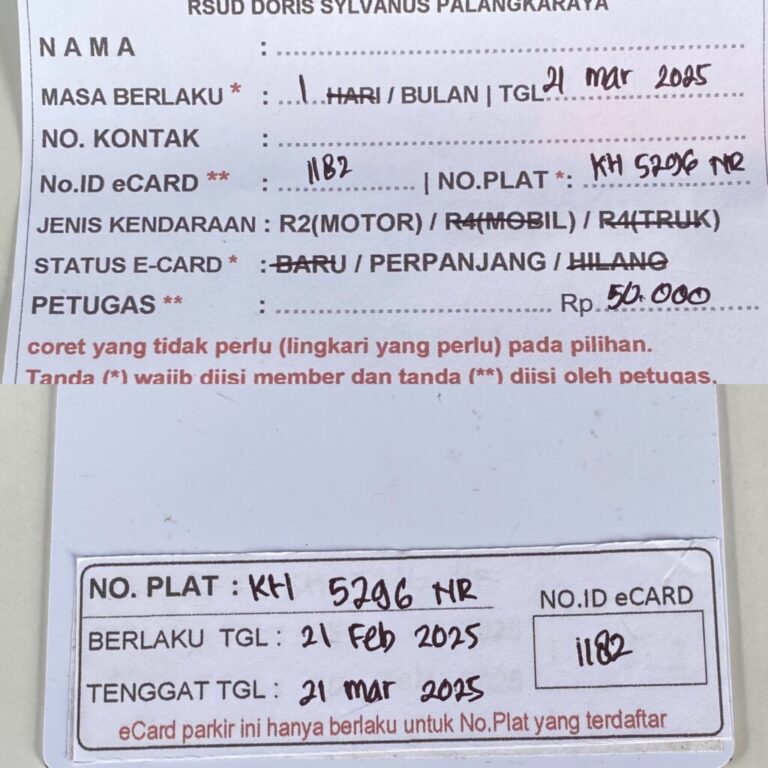 RSUD DORIS SYLVANUS PALANGKARAYA
NAMA : ........................................
MASA BERLAKU * : ...1... HARI / BULAN | TGL 21 Mar 2025
NO. KONTAK : ........................................
No.ID eCARD ** : 1182 | NO.PLAT *: KH 5296 NR
JENIS KENDARAAN : R2(MOTOR) / R4(MOBIL) / R4(TRUK)
STATUS E-CARD * : BARU / PERPANJANG / HILANG
PETUGAS ** : ........................................ Rp. 50.000
coret yang tidak perlu (lingkari yang perlu) pada pilihan.
Tanda (*) wajib diisi member dan tanda (**) diisi oleh petugas.
NO. PLAT : KH 5296 NR
NO.ID eCARD
BERLAKU TGL : 21 Feb 2025
1182
TENGGAT TGL : 21 Mar 2025
eCard parkir ini hanya berlaku untuk No.Plat yang terdaftar